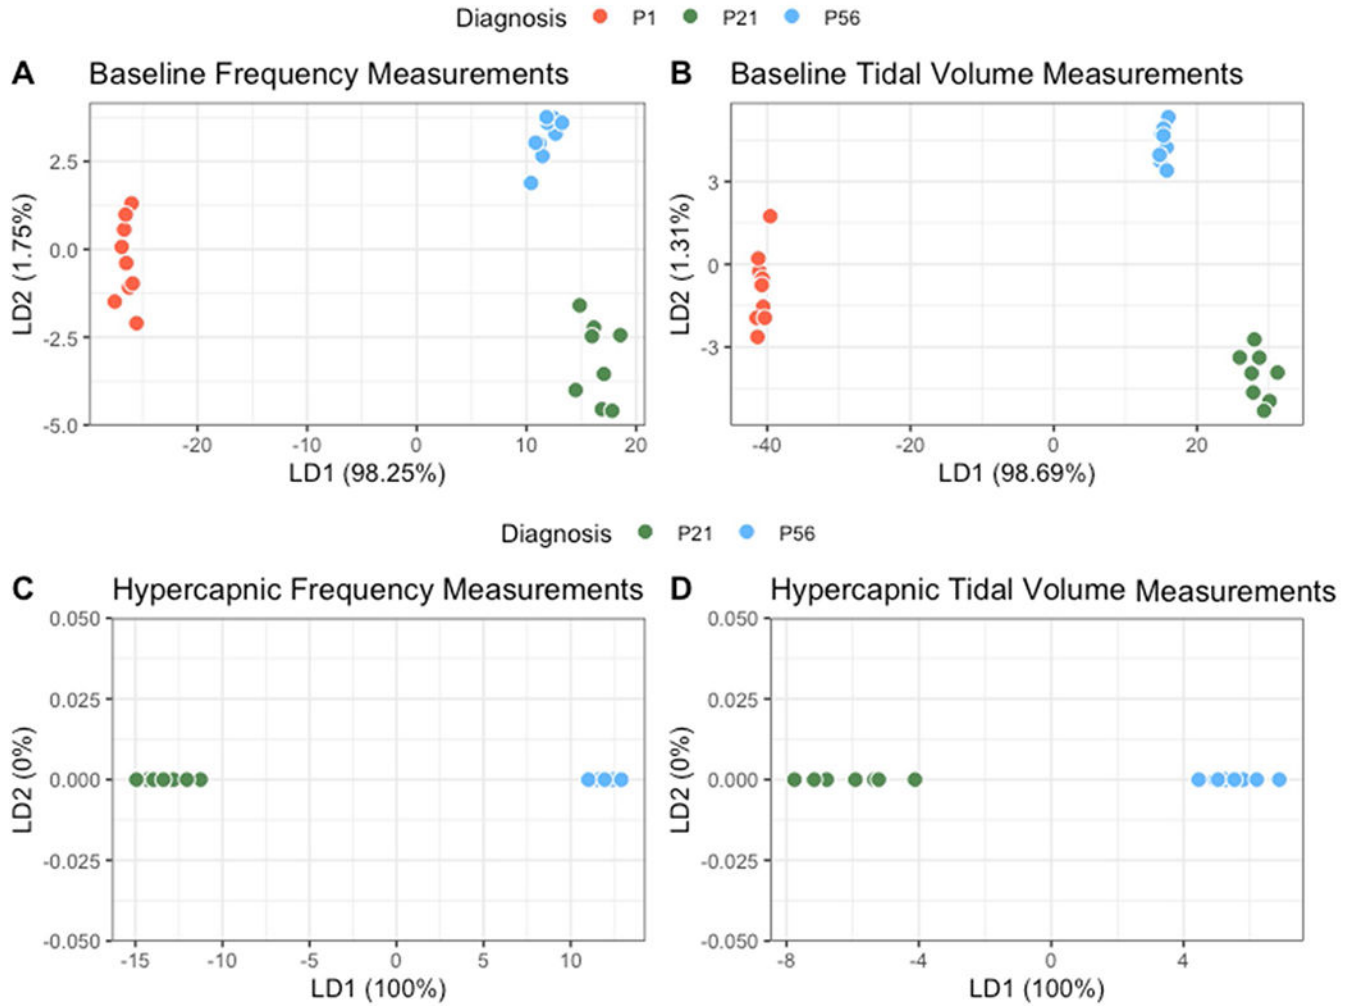 Diagnosis P1 P21 P56
A Baseline Frequency Measurements
B Baseline Tidal Volume Measurements
LD2 (1.75%)
2.5
0.0
-2.5
-5.0
-20 -10 0 10 20
LD1 (98.25%)
LD2 (1.31%)
3
0
-3
-40 -20 0 20
LD1 (98.69%)
Diagnosis P21 P56
C Hypercapnic Frequency Measurements
D Hypercapnic Tidal Volume Measurements
LD2 (0%)
0.050
0.025
0.000
-0.025
-0.050
-15 -10 -5 0 5 10
LD1 (100%)
LD2 (0%)
0.050
0.025
0.000
-0.025
-0.050
-8 -4 0 4
LD1 (100%)